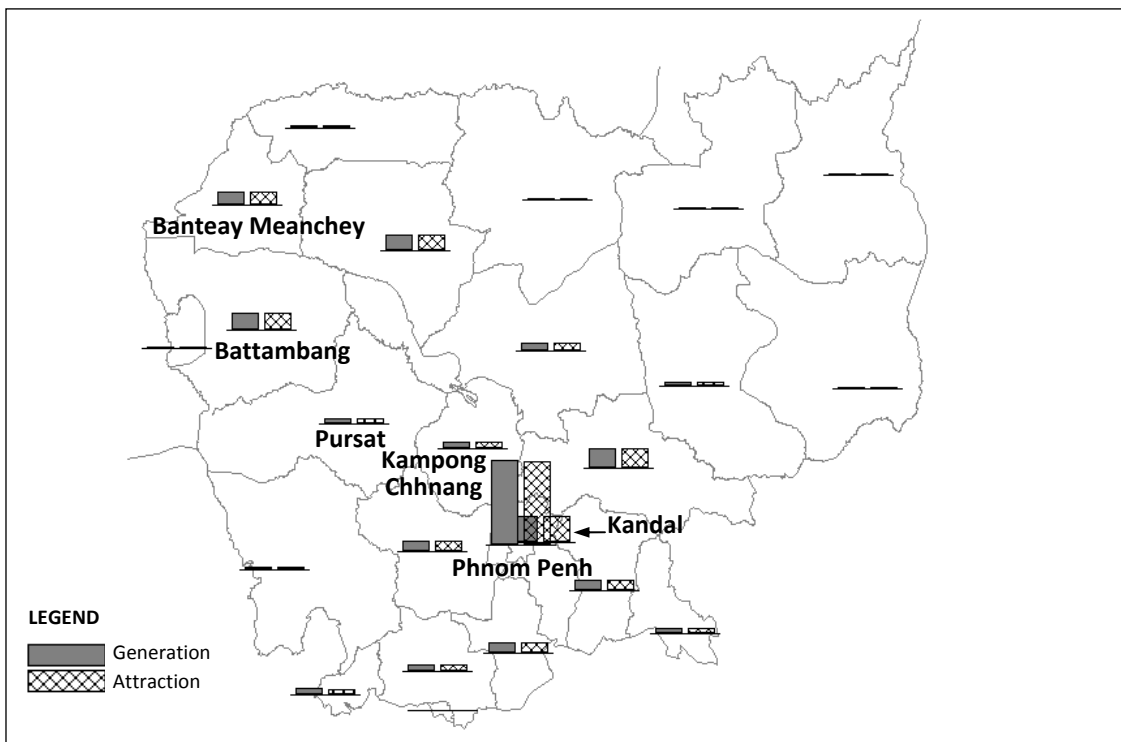 Banteay Meanchey
Battambang
Pursat
Kampong
Chhnang
Kandal
Phnom Penh
LEGEND
Generation
Attraction